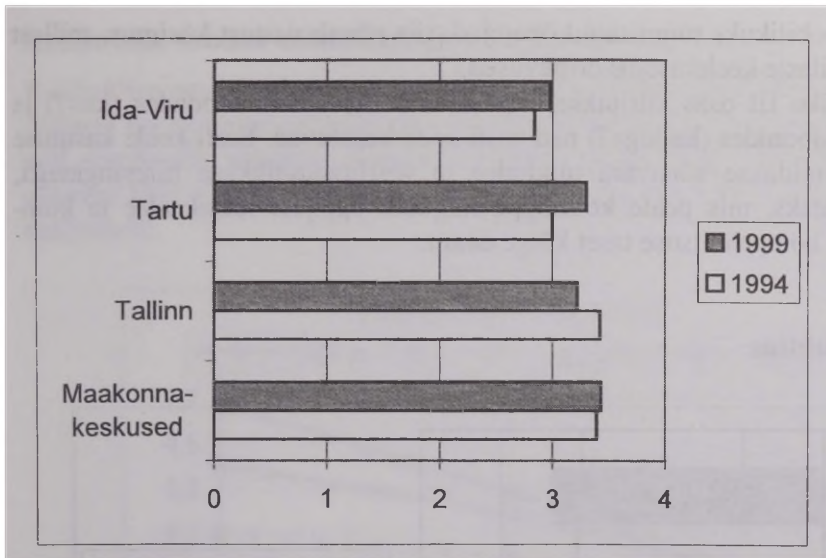 Ida-Viru
Tartu
Tallinn
Maakonna-
keskused
0 1 2 3 4
1999
1994